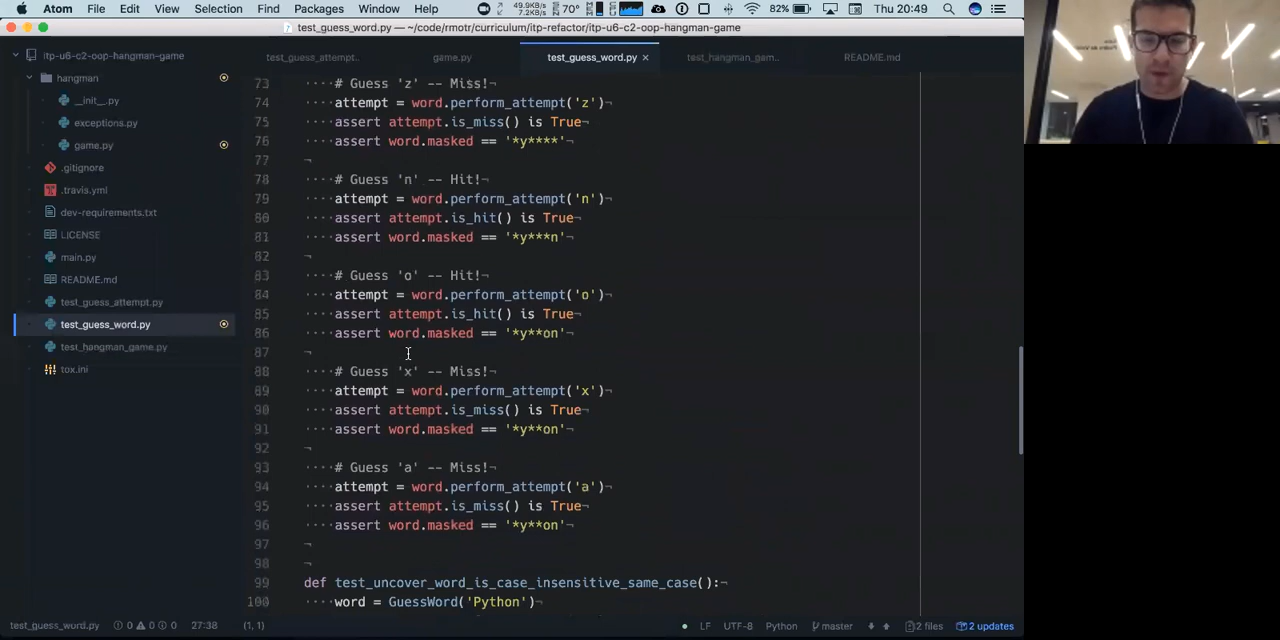 Atom File Edit View Selection Find Packages Window Help 49.9KB/s 7.2KB/s 70° 82% Thu 20:49
test_guess_word.py — ~/code/rmotr/curriculum/itp-refactor/itp-u6-c2-oop-hangman-game
itp-u6-c2-oop-hangman-game
hangman
__init__.py
exceptions.py
game.py
.gitignore
.travis.yml
dev-requirements.txt
LICENSE
main.py
README.md
test_guess_attempt.py
test_guess_word.py
test_hangman_game.py
tox.ini
test_guess_attempt.. game.py test_guess_word.py × test_hangman_gam.. README.md
73 # Guess 'z' -- Miss!¬
74 ····attempt = word.perform_attempt('z')¬
75 ····assert attempt.is_miss() is True¬
76 ····assert word.masked == '*y****'¬
77 ¬
78 ····# Guess 'n' -- Hit!¬
79 ····attempt = word.perform_attempt('n')¬
80 ····assert attempt.is_hit() is True¬
81 ····assert word.masked == '*y***n'¬
82 ¬
83 ····# Guess 'o' -- Hit!¬
84 ····attempt = word.perform_attempt('o')¬
85 ····assert attempt.is_hit() is True¬
86 ····assert word.masked == '*y**on'¬
87 ¬
88 ····# Guess 'x' -- Miss!¬
89 ····attempt = word.perform_attempt('x')¬
90 ····assert attempt.is_miss() is True¬
91 ····assert word.masked == '*y**on'¬
92 ¬
93 ····# Guess 'a' -- Miss!¬
94 ····attempt = word.perform_attempt('a')¬
95 ····assert attempt.is_miss() is True¬
96 ····assert word.masked == '*y**on'¬
97 ¬
98 ¬
99 def test_uncover_word_is_case_insensitive_same_case():¬
100 ····word = GuessWord('Python')¬
test_guess_word.py 0 0 0 27:38 (1, 1) LF UTF-8 Python master 2 files 2 updates